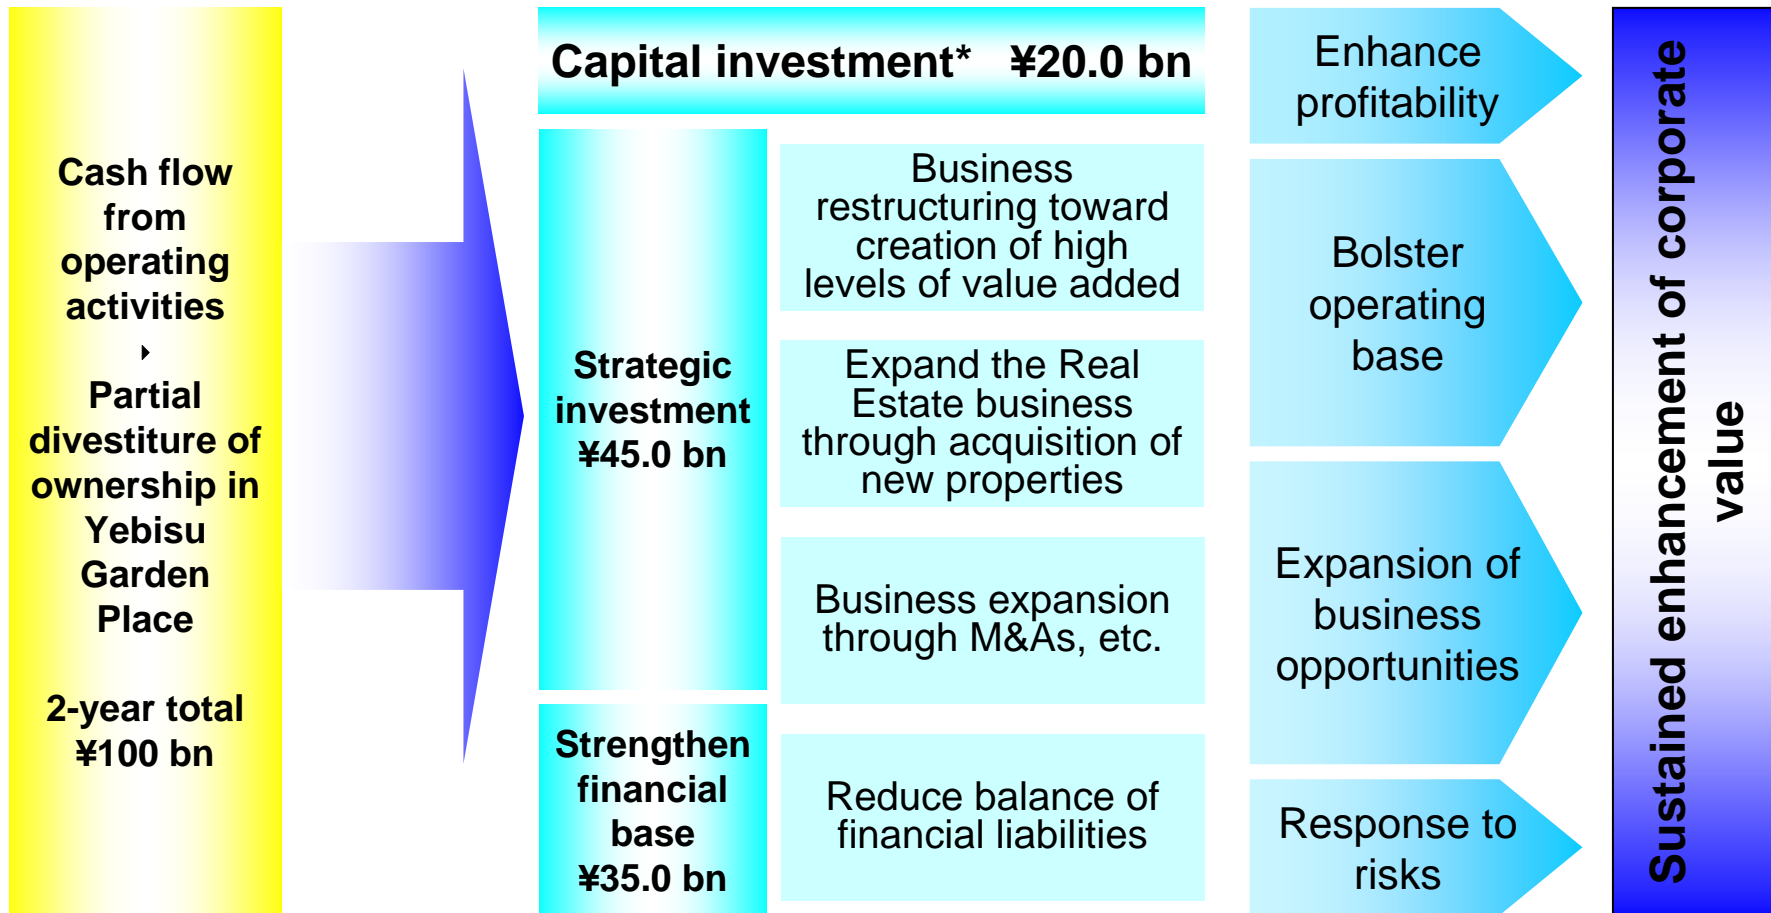 Cash flow
from
operating
activities
Partial
divestiture of
ownership in
Yebisu
Garden
Place
2-year total
¥100 bn
Capital investment* ¥20.0 bn
Strategic
investment
¥45.0 bn
Business
restructuring toward
creation of high
levels of value added
Expand the Real
Estate business
through acquisition of
new properties
Business expansion
through M&As, etc.
Strengthen
financial
base
¥35.0 bn
Reduce balance of
financial liabilities
Enhance
profitability
Bolster
operating
base
Expansion of
business
opportunities
Response to
risks
Sustained enhancement of corporate
value